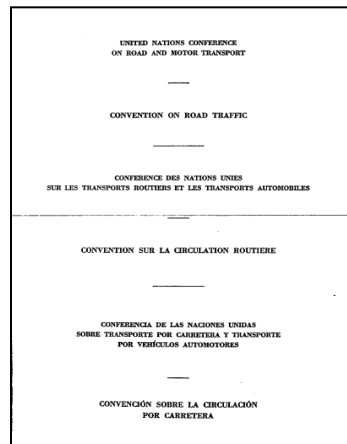 UNITED NATIONS CONFERENCE
ON ROAD AND MOTOR TRANSPORT
CONVENTION ON ROAD TRAFFIC
CONFERENCE DES NATIONS UNIES
SUR LES TRANSPORTS ROUTIERS ET LES TRANSPORTS AUTOMOBILES
CONVENTION SUR LA CIRCULATION ROUTIERE
CONFERENCIA DE LAS NACIONES UNIDAS
SOBRE TRANSPORTE POR CARRETERA Y TRANSPORTE
POR VEHÍCULOS AUTOMOTORES
CONVENCIÓN SOBRE LA CIRCULACIÓN
POR CARRETERA